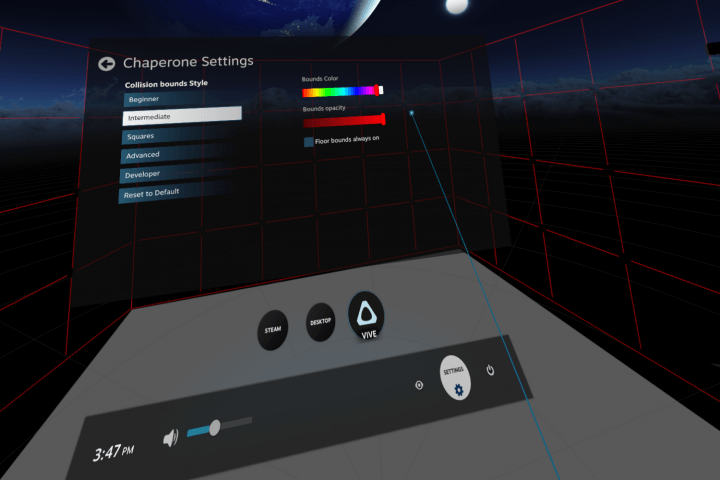 Chaperone Settings
Collision bounds Style
Beginner
Intermediate
Squares
Advanced
Developer
Reset to Default
Bounds Color
Bounds opacity
Floor bounds always on
STEAM
DESKTOP
VIVE
SETTINGS
3:47 PM